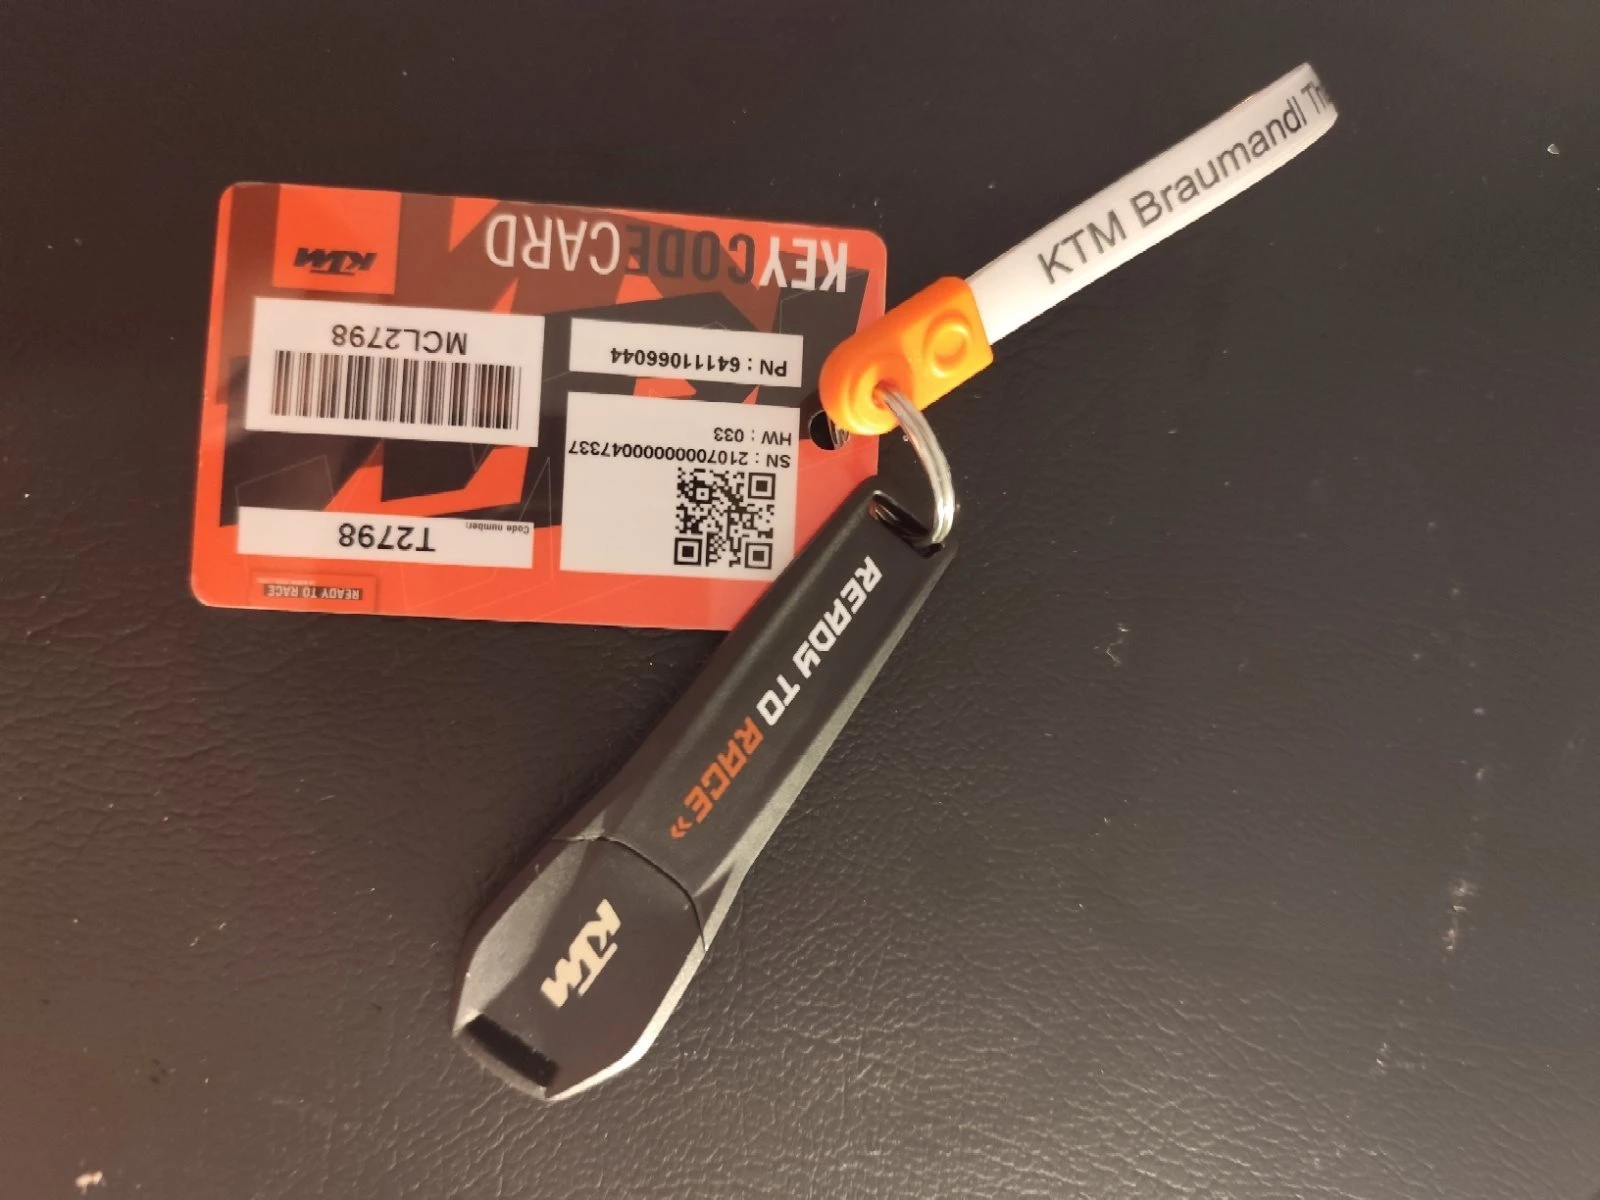 KEYCODECARD
KTM
PN : 64111066044
MCL2798
HW : 033
SN : 2107000000047337
Code number:
T2798
READY TO RACE
KTM Braumandl
READY TO RACE »
KTM